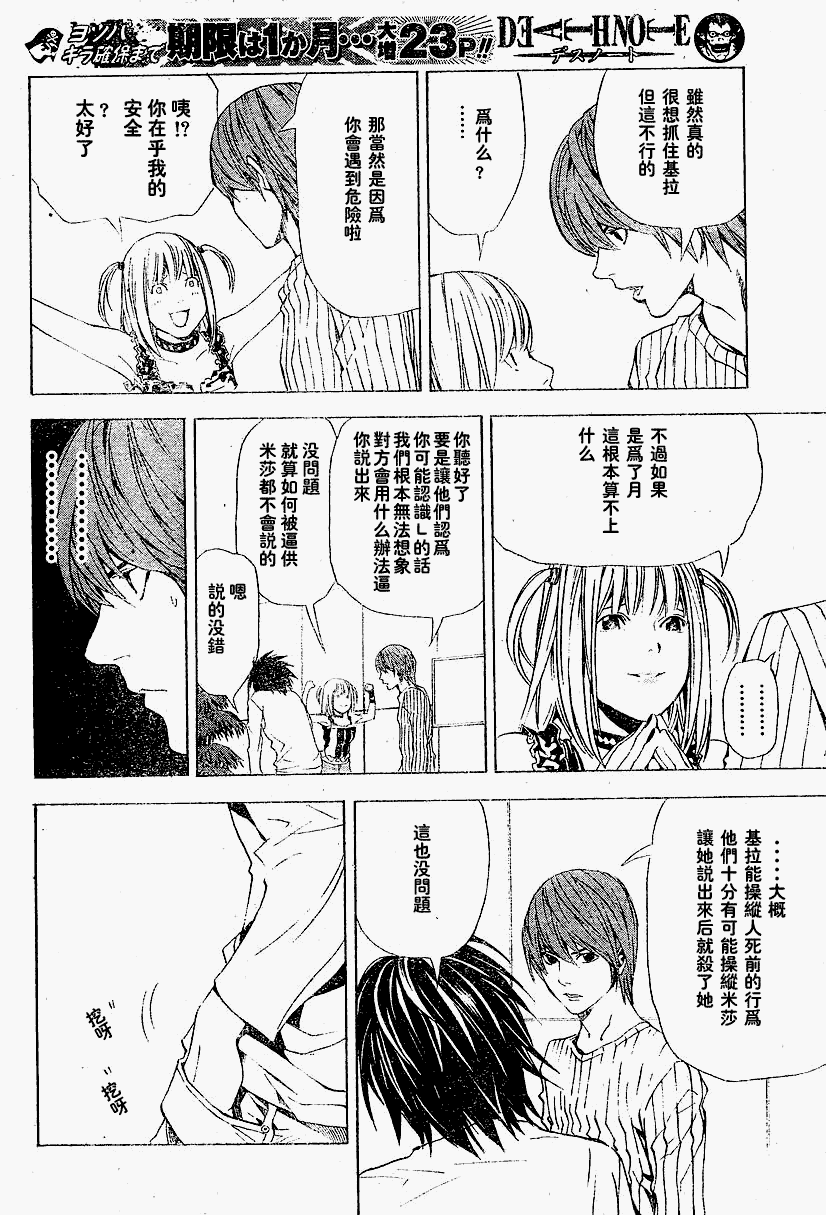 ヨツバ
キラ確保まで
期限は1か月…
大増
23P!!
DEATH NOTE
デスノート
雖然真的
很想抓住基拉
但這不行的
爲什么?
……
那當然是因爲
你會遇到危險啦
咦!?
你在乎我的
安全
?
太好了
不過如果
是爲了月
這根本算不上
什么
………
你聽好了
要是讓他們認爲
你可能認識L的話
我們根本無法想象
對方會用什么辦法逼
你說出來
没問題
就算如何被逼供
米莎都不會說的
嗯
說的没錯
……………
……………
……大概
基拉能操縱人死前的行爲
他們十分有可能操縱米莎
讓她說出來后就殺了她
這也没問題
挖呀"
挖呀"